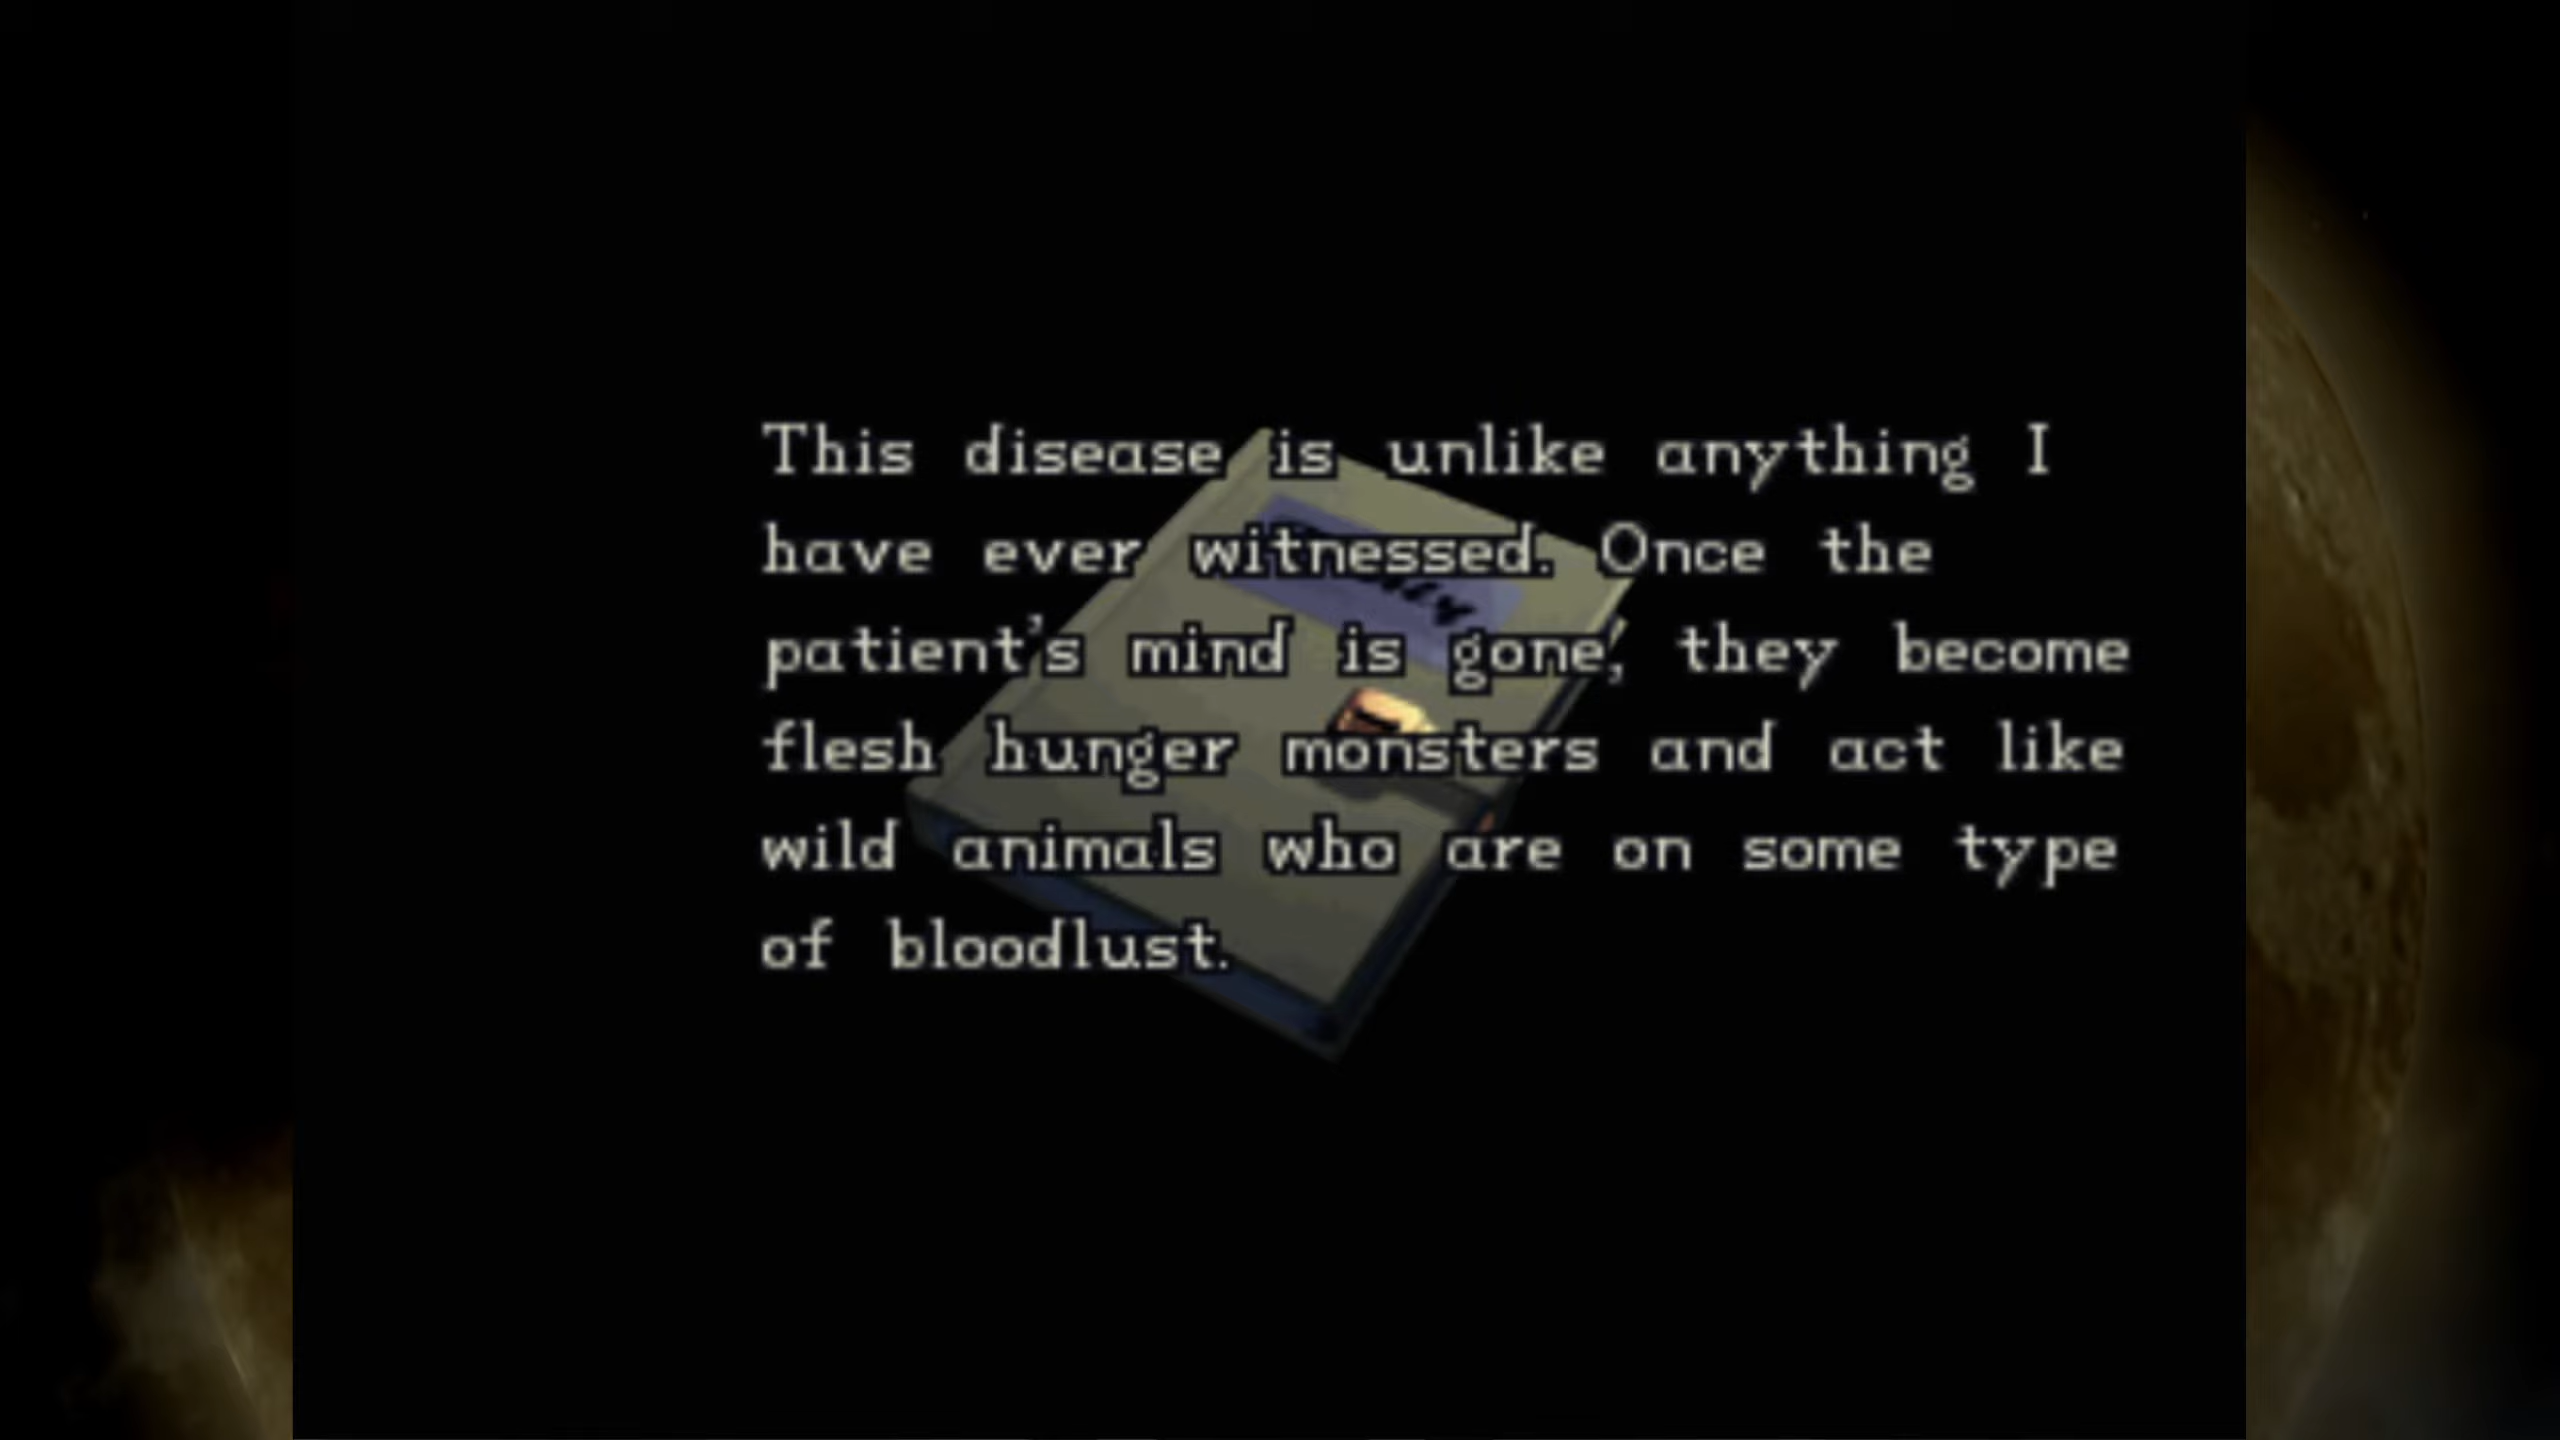 This disease is unlike anything I
have ever witnessed. Once the
patient's mind is gone, they become
flesh hunger monsters and act like
wild animals who are on some type
of bloodlust.